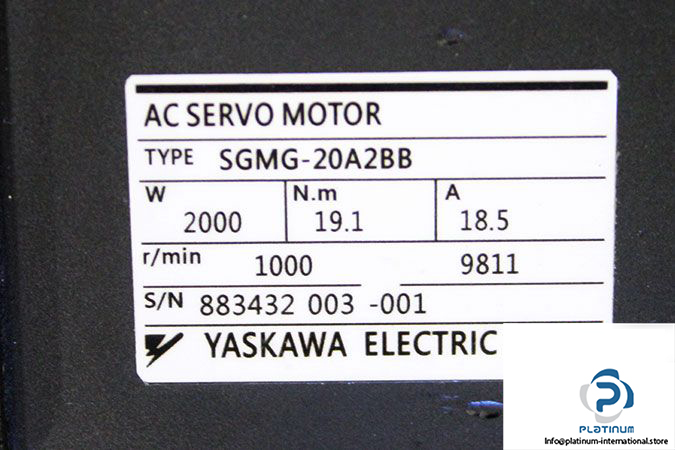 AC SERVO MOTOR
TYPE SGMG-20A2BB
W N.m A
2000 19.1 18.5
r/min 1000 9811
S/N 883432 003 -001
YASKAWA ELECTRIC
PLATINUM
Info@platinum-international.store